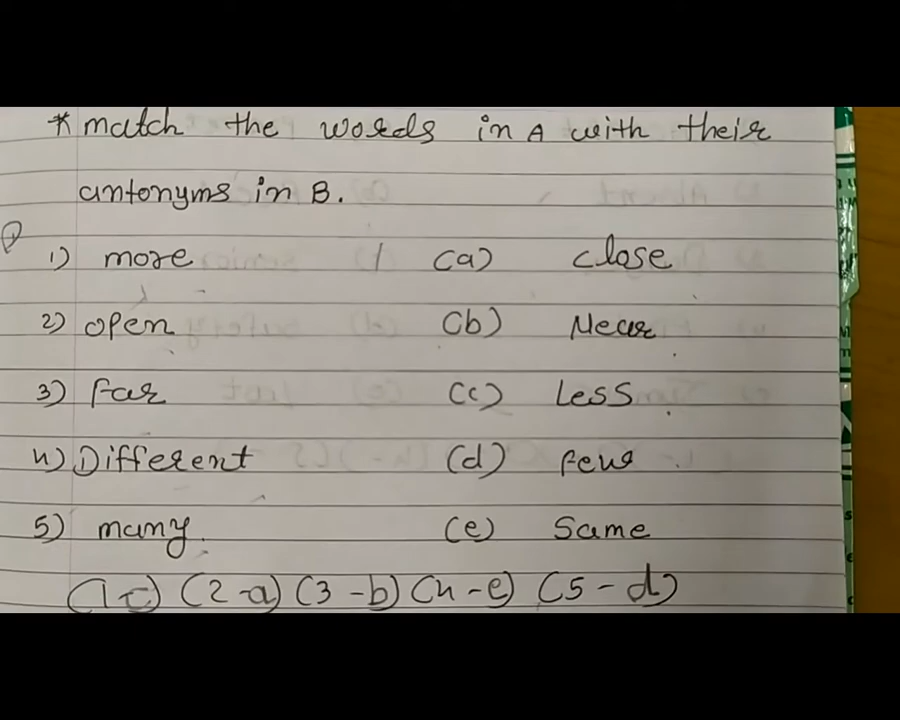 * match the words in A with their
antonyms in B.
1) more (a) close
2) open (b) Near
3) far (c) Less
4) Different (d) few
5) many. (e) Same
(1-c) (2-a) (3-b) (4-e) (5-d)